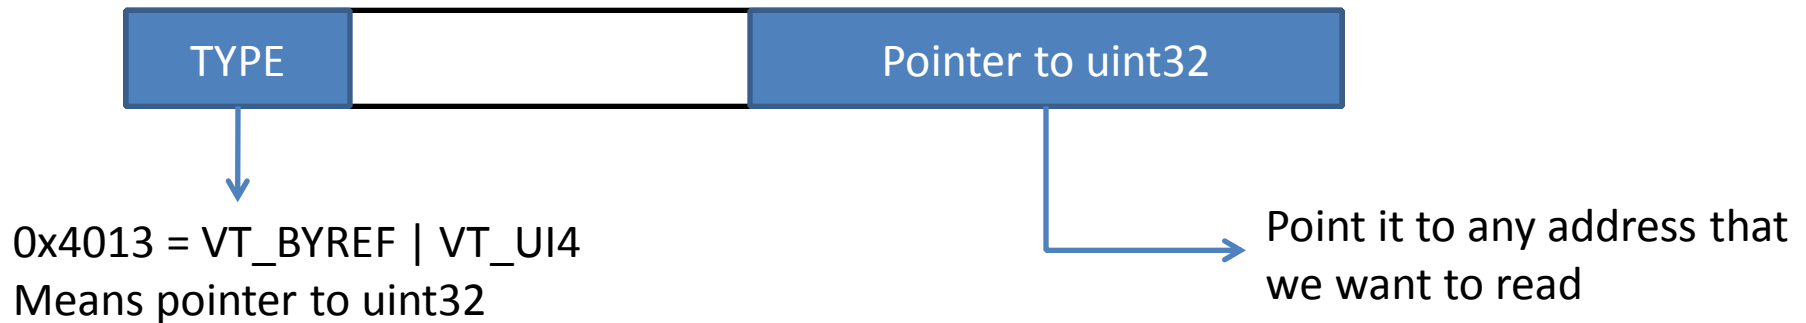 TYPE
Pointer to uint32
0x4013 = VT_BYREF | VT_UI4
Means pointer to uint32
Point it to any address that
we want to read